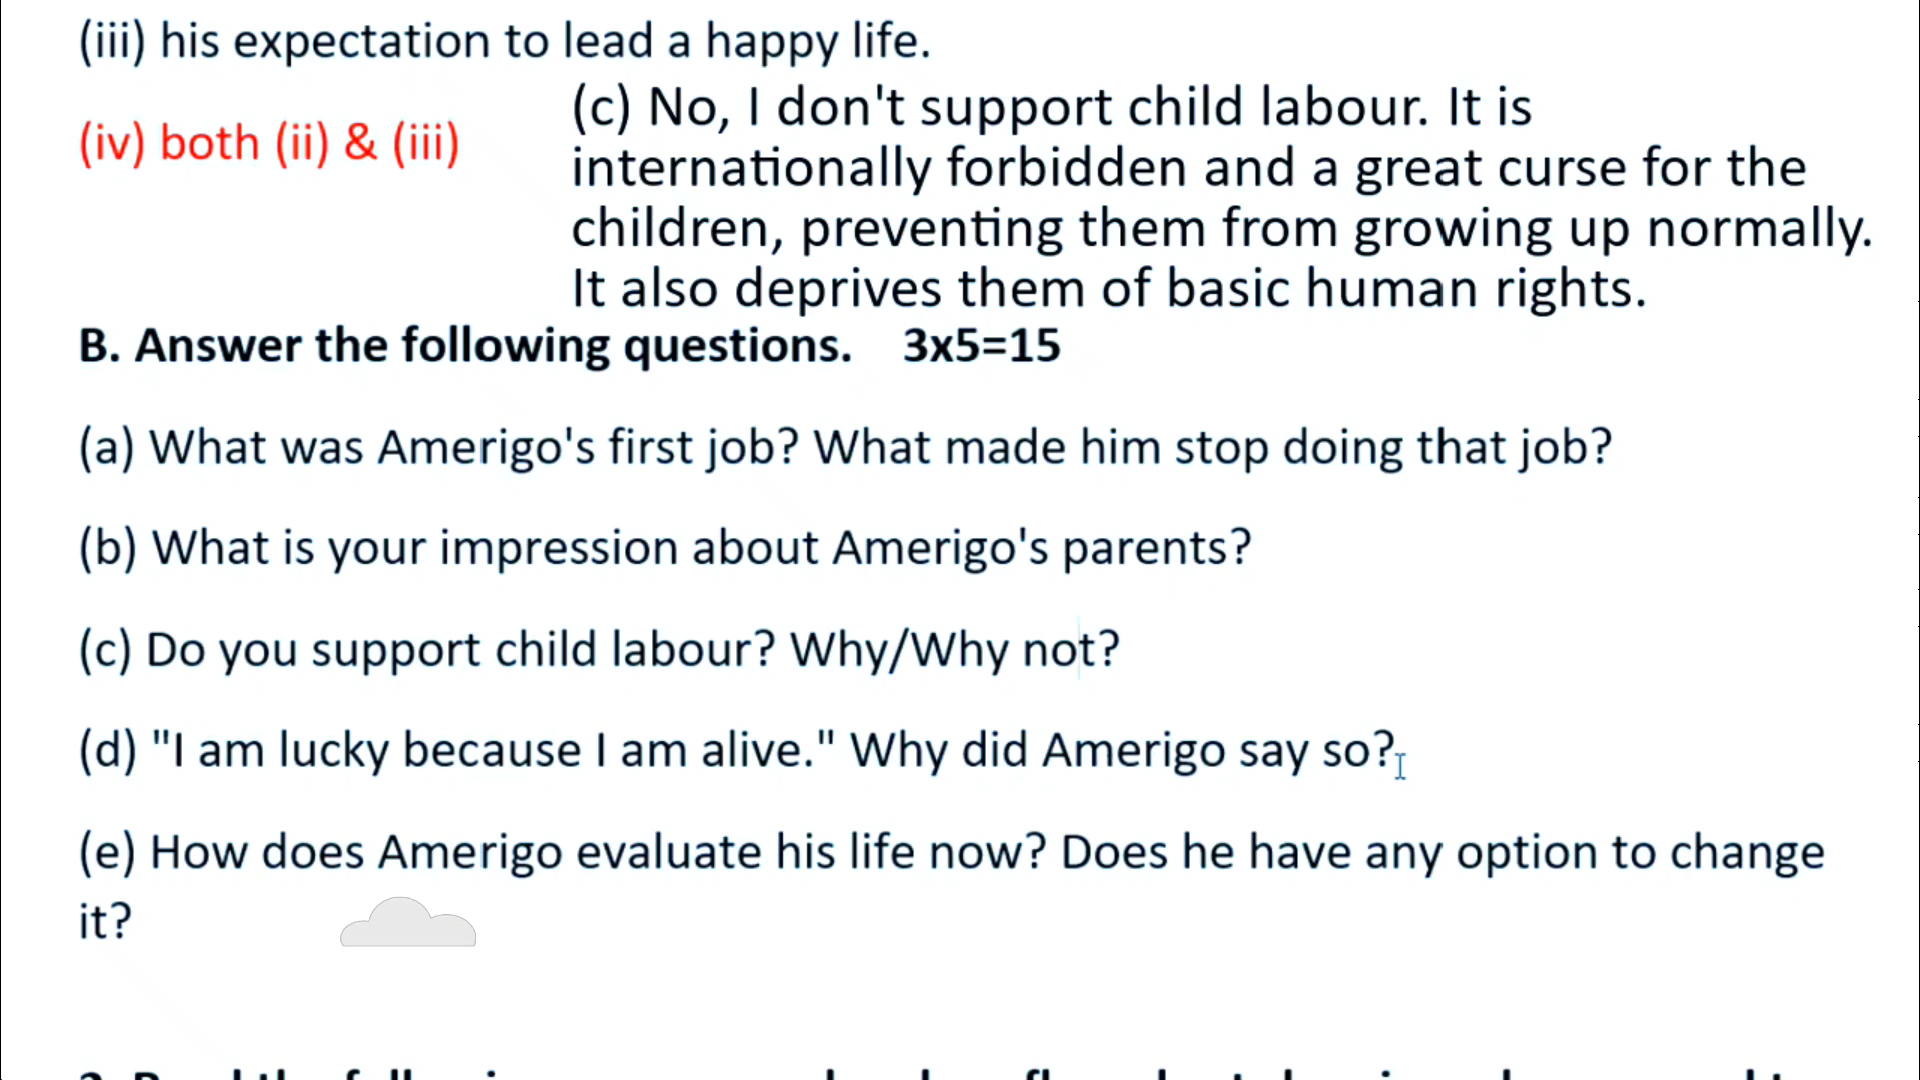 (iii) his expectation to lead a happy life.
(iv) both (ii) & (iii)
(c) No, I don't support child labour. It is
internationally forbidden and a great curse for the
children, preventing them from growing up normally.
It also deprives them of basic human rights.
B. Answer the following questions. 3x5=15
(a) What was Amerigo's first job? What made him stop doing that job?
(b) What is your impression about Amerigo's parents?
(c) Do you support child labour? Why/Why not?
(d) "I am lucky because I am alive." Why did Amerigo say so?
(e) How does Amerigo evaluate his life now? Does he have any option to change
it?